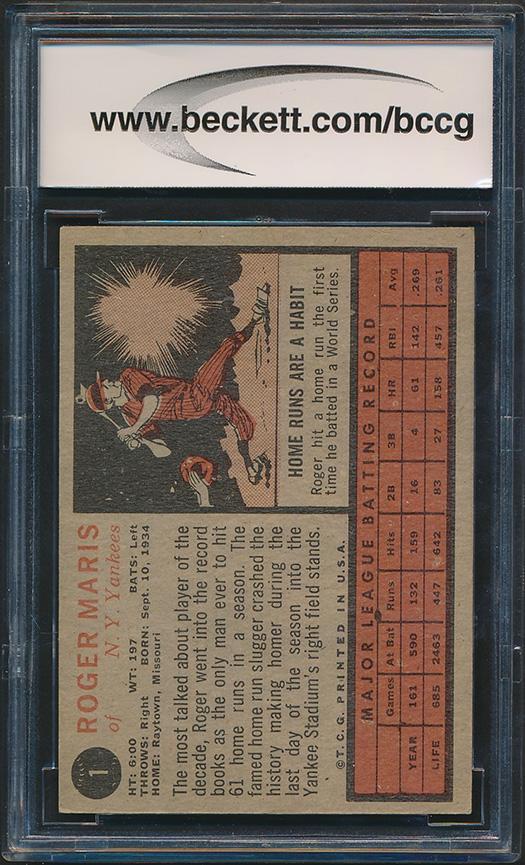 www.beckett.com/bccg
1
ROGER MARIS
of N. Y. Yankees
HT: 6:00 WT: 197 BATS: Left
THROWS: Right BORN: Sept. 10, 1934
HOME: Raytown, Missouri
The most talked about player of the
decade, Roger went into the record
books as the only man ever to hit
61 home runs in a season. The
famed home run slugger crashed the
history making homer during the
last day of the season into the
Yankee Stadium's right field stands.
HOME RUNS ARE A HABIT
Roger hit a home run the first
time he batted in a World Series.
©T.C.G. PRINTED IN U.S.A.
MAJOR LEAGUE BATTING RECORD
Games At Bat Runs Hits 2B 3B HR RBI Avg
YEAR 161 590 132 159 16 4 61 142 .269
LIFE 685 2463 447 642 83 27 158 457 .261